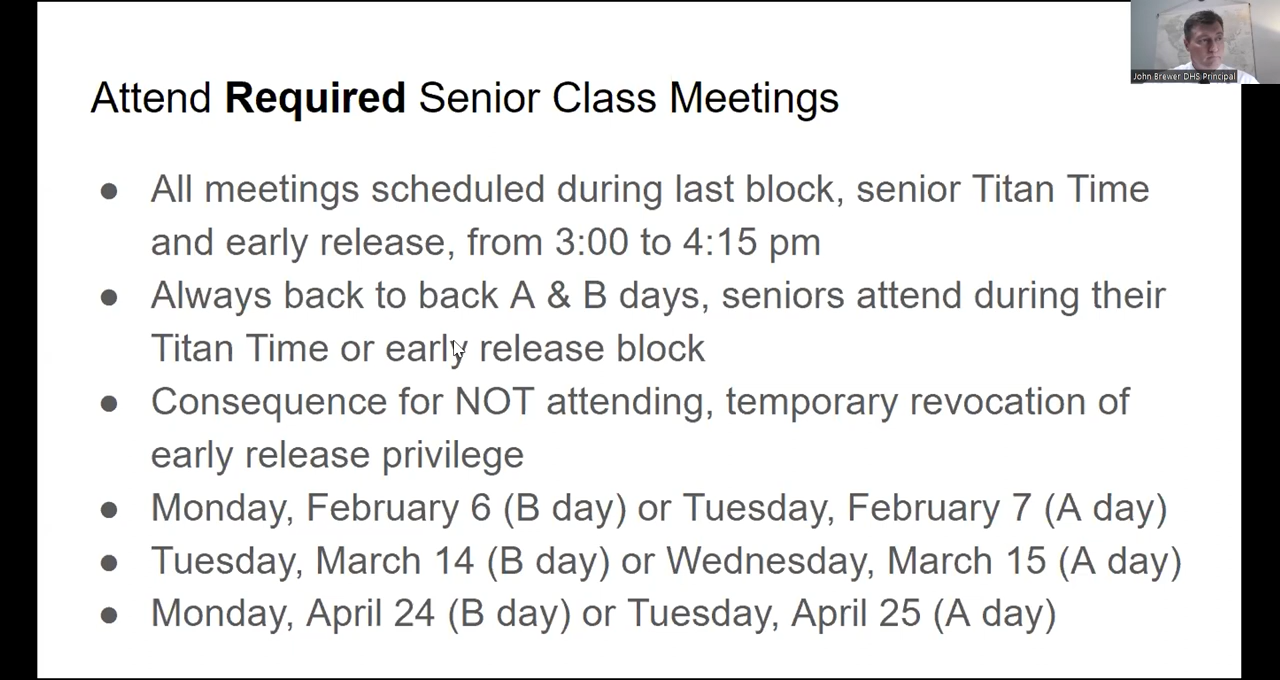 John Brewer DHS Principal
Attend Required Senior Class Meetings
● All meetings scheduled during last block, senior Titan Time
and early release, from 3:00 to 4:15 pm
● Always back to back A & B days, seniors attend during their
Titan Time or early release block
● Consequence for NOT attending, temporary revocation of
early release privilege
● Monday, February 6 (B day) or Tuesday, February 7 (A day)
● Tuesday, March 14 (B day) or Wednesday, March 15 (A day)
● Monday, April 24 (B day) or Tuesday, April 25 (A day)